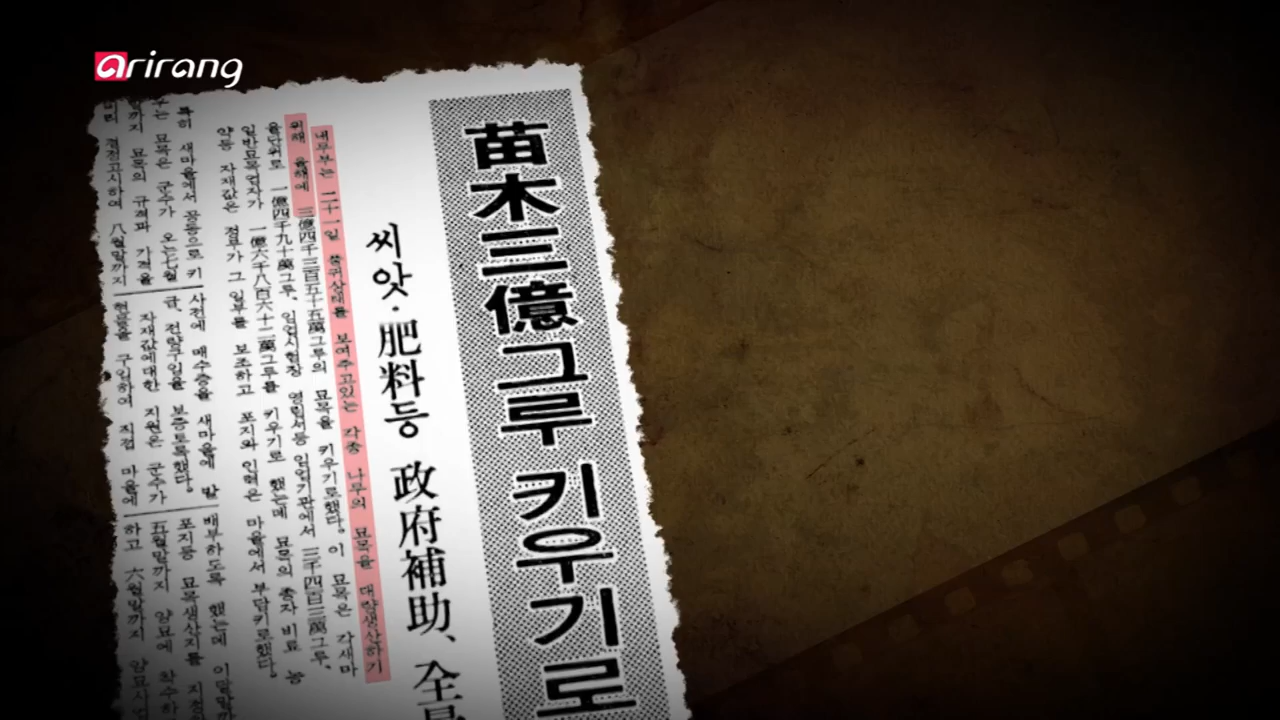 arirang
苗木三億그루 키우기로
씨앗·肥料등 政府補助、全量
내무부는 二十一일 품귀상태를 보여주고있는 각종 나무의 묘목을 대량생산하기
위해 올해에 三億四千三百五十五萬그루의 묘목을 키우기로했다. 이 묘목은 각새마
을단위로 一億四千九十萬그루、임업시험장 영림서등 임업기관에서 三千四百三萬그루、
일반묘목업자가 一億六千八百六十二萬그루를 키우기로 했는데 묘목의 종자 비료 농
약등 자재값은 정부가 그 일부를 보조하고 포지와 인력은 마을에서 부담키로했다.
특히 새마을에서 공동으로 키
는 묘목은 군수가 오는七월
까지 묘목의 규격과 가격을
결정고시하여 八월말까지
사전에 매수증을 새마을에 발
급、전량구입을 보증토록했다.
자재값에대한 지원은 군수가
현품을 구입하여 직접 마을에
배부하도록 했는데 이달말까
포지등 묘목생산지를
五월말까지 양묘에 착수하
하고 六월말까지